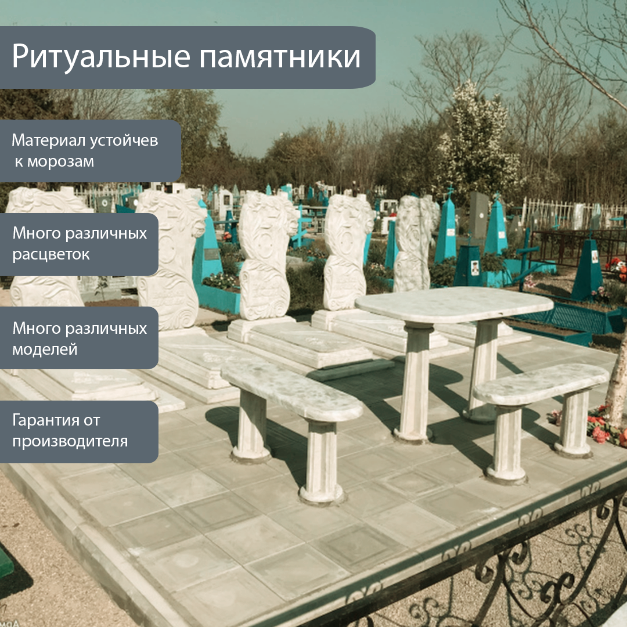 Ритуальные памятники
Материал устойчев
к морозам
Много различных
расцветок
Много различных
моделей
Гарантия от
производителя